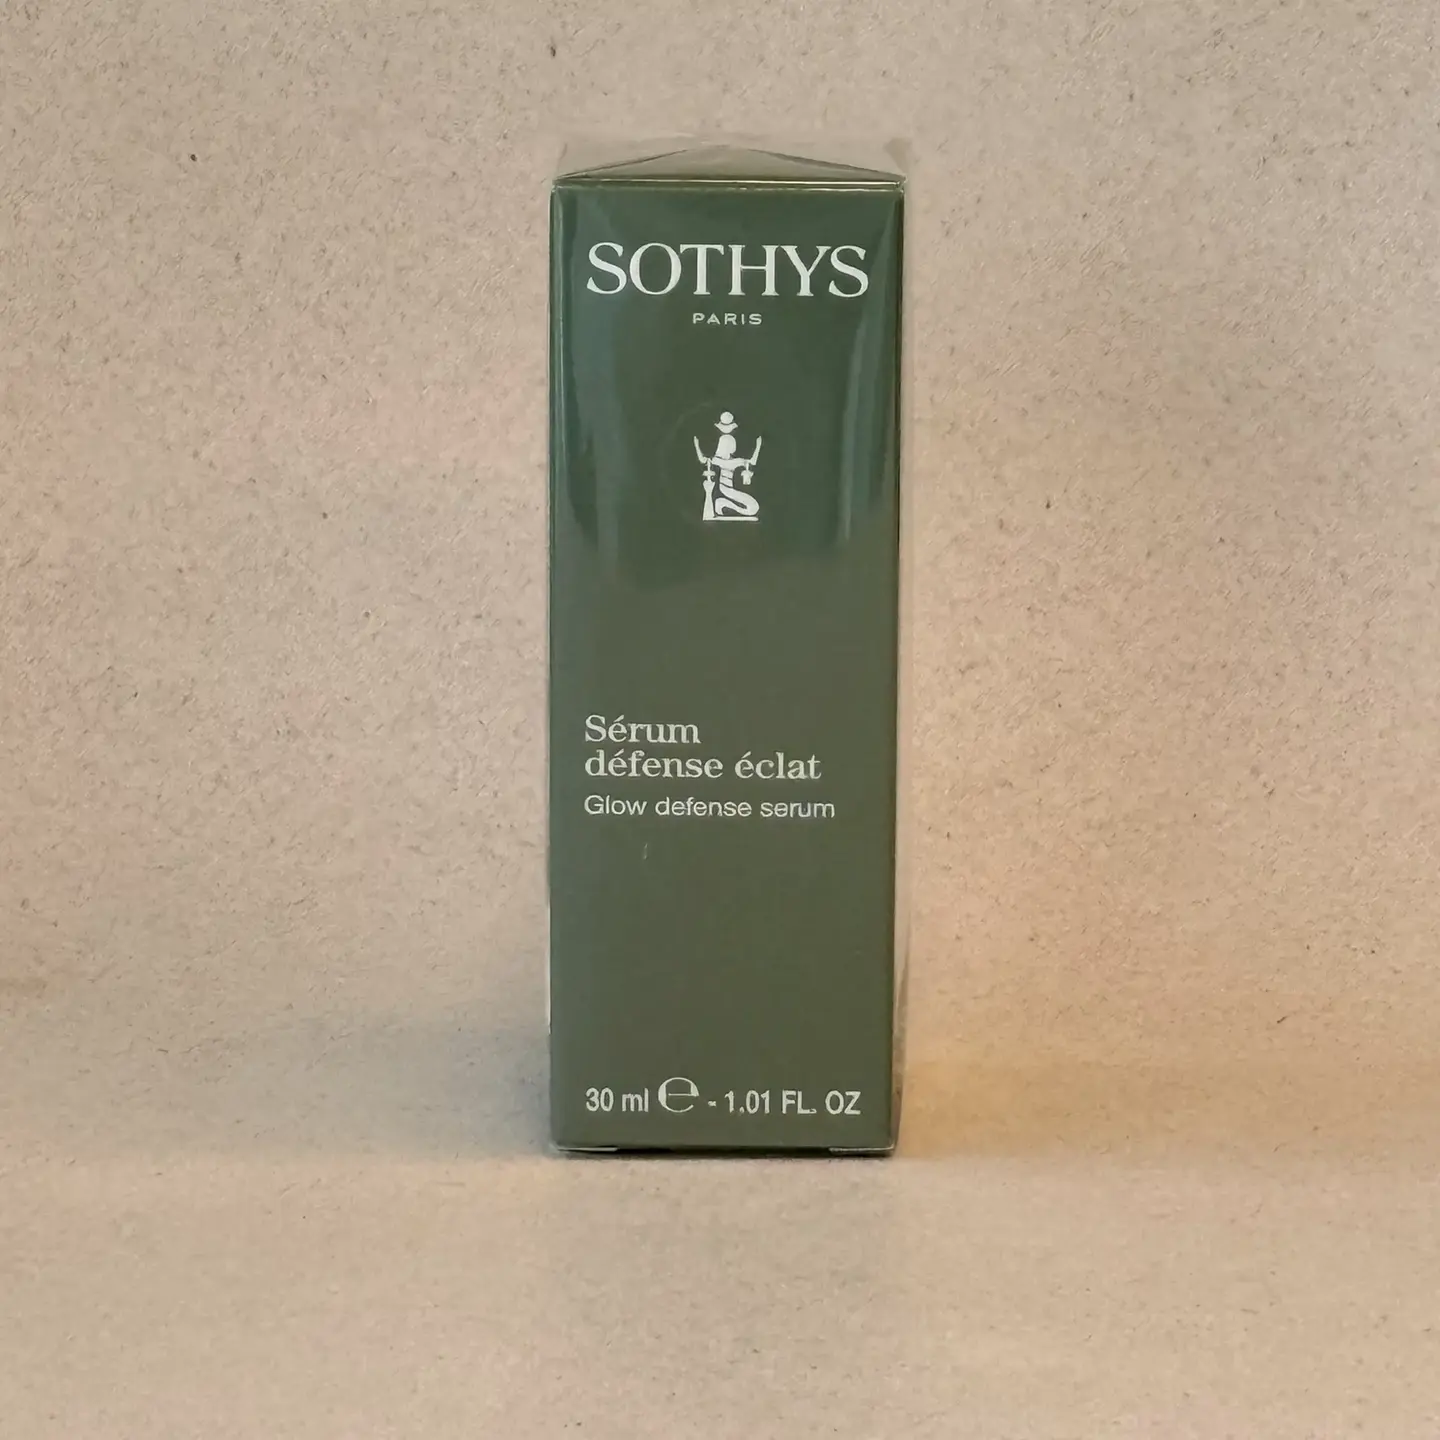 SOTHYS
PARIS
Sérum
défense éclat
Glow defense serum
30 ml ℮ - 1.01 FL. OZ